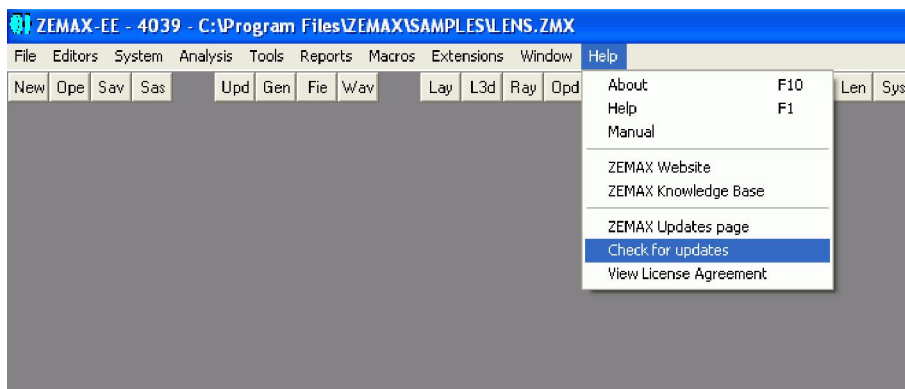 ZEMAX-EE - 4039 - C:\Program Files\ZEMAX\SAMPLES\LENS.ZMX
File Editors System Analysis Tools Reports Macros Extensions Window Help
New Ope Sav Sas Upd Gen Fie Wav Lay L3d Ray Opd Len Sys
About F10
Help F1
Manual
ZEMAX Website
ZEMAX Knowledge Base
ZEMAX Updates page
Check for updates
View License Agreement